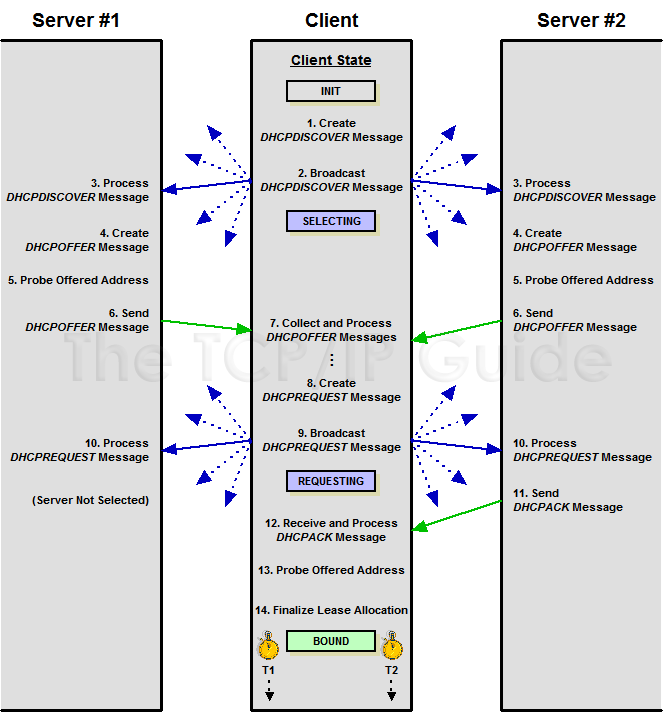 Server #1
Client
Server #2
Client State
INIT
1. Create
DHCPDISCOVER Message
2. Broadcast
DHCPDISCOVER Message
3. Process
DHCPDISCOVER Message
3. Process
DHCPDISCOVER Message
SELECTING
4. Create
DHCPOFFER Message
4. Create
DHCPOFFER Message
5. Probe Offered Address
5. Probe Offered Address
6. Send
DHCPOFFER Message
6. Send
DHCPOFFER Message
7. Collect and Process
DHCPOFFER Messages
The TCP/IP Guide
8. Create
DHCPREQUEST Message
9. Broadcast
DHCPREQUEST Message
10. Process
DHCPREQUEST Message
10. Process
DHCPREQUEST Message
REQUESTING
(Server Not Selected)
11. Send
DHCPACK Message
12. Receive and Process
DHCPACK Message
13. Probe Offered Address
14. Finalize Lease Allocation
BOUND
T1
T2